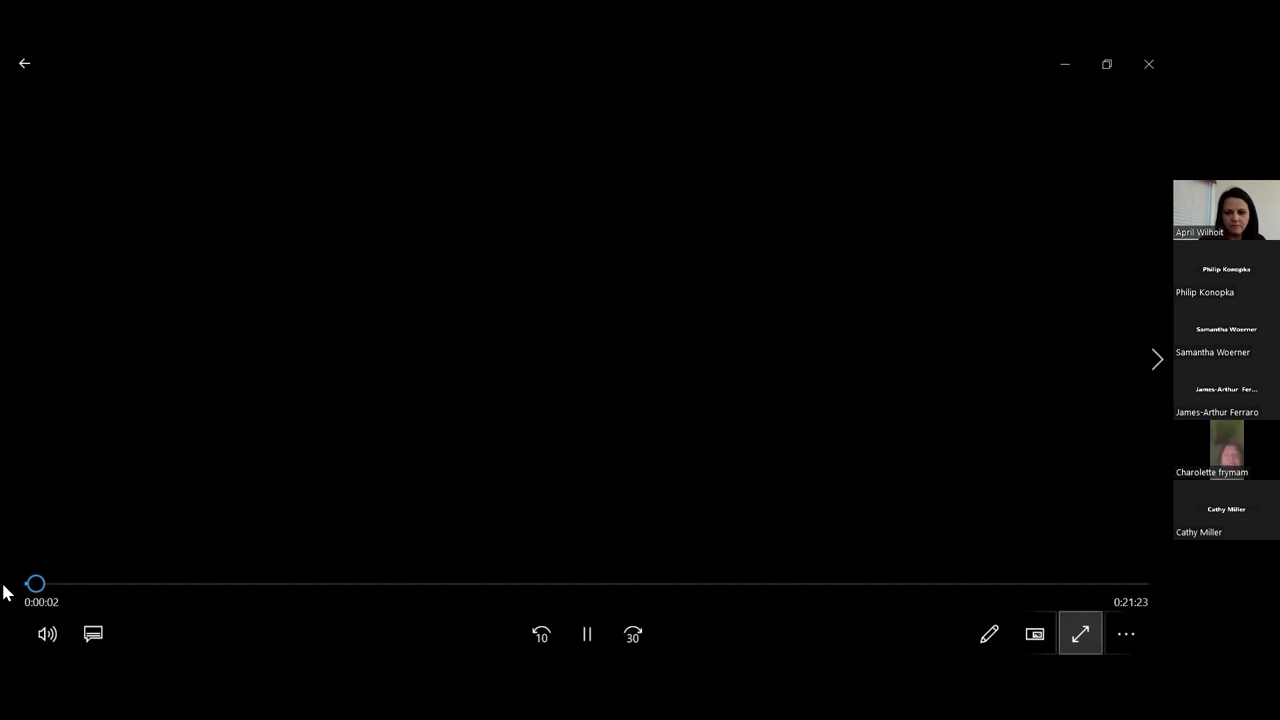 April Wilhoit
Philip Konopka
Philip Konopka
Samantha Woerner
Samantha Woerner
James-Arthur Fer...
James-Arthur Ferraro
Charolette frymam
Cathy Miller
Cathy Miller
0:00:02
0:21:23
10
30